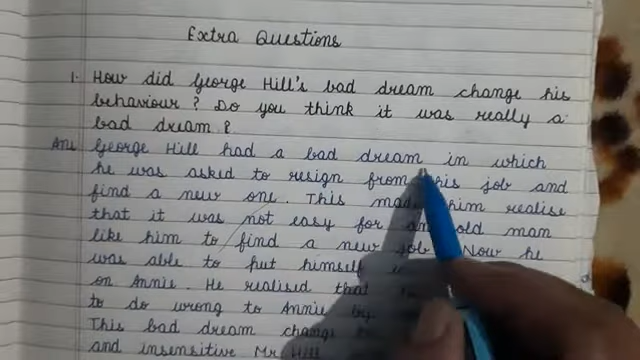 Extra Questions
1. How did George Hill's bad dream change his
behaviour? Do you think it was really a
bad dream?
Ans George Hill had a bad dream in which
he was asked to resign from his job and
find a new one. This made him realise
that it was not easy for an old man
like him to find a new job. Now he
was able to put himself
on Annie. He realised that
to do wrong to Annie by
This bad dream change
and insensitive Mr. Hill